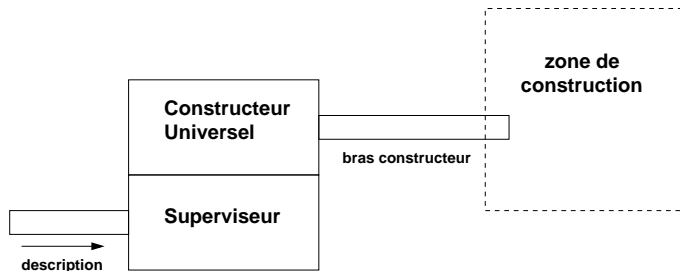 zone de
construction
Constructeur
Universel
bras constructeur
Superviseur
description